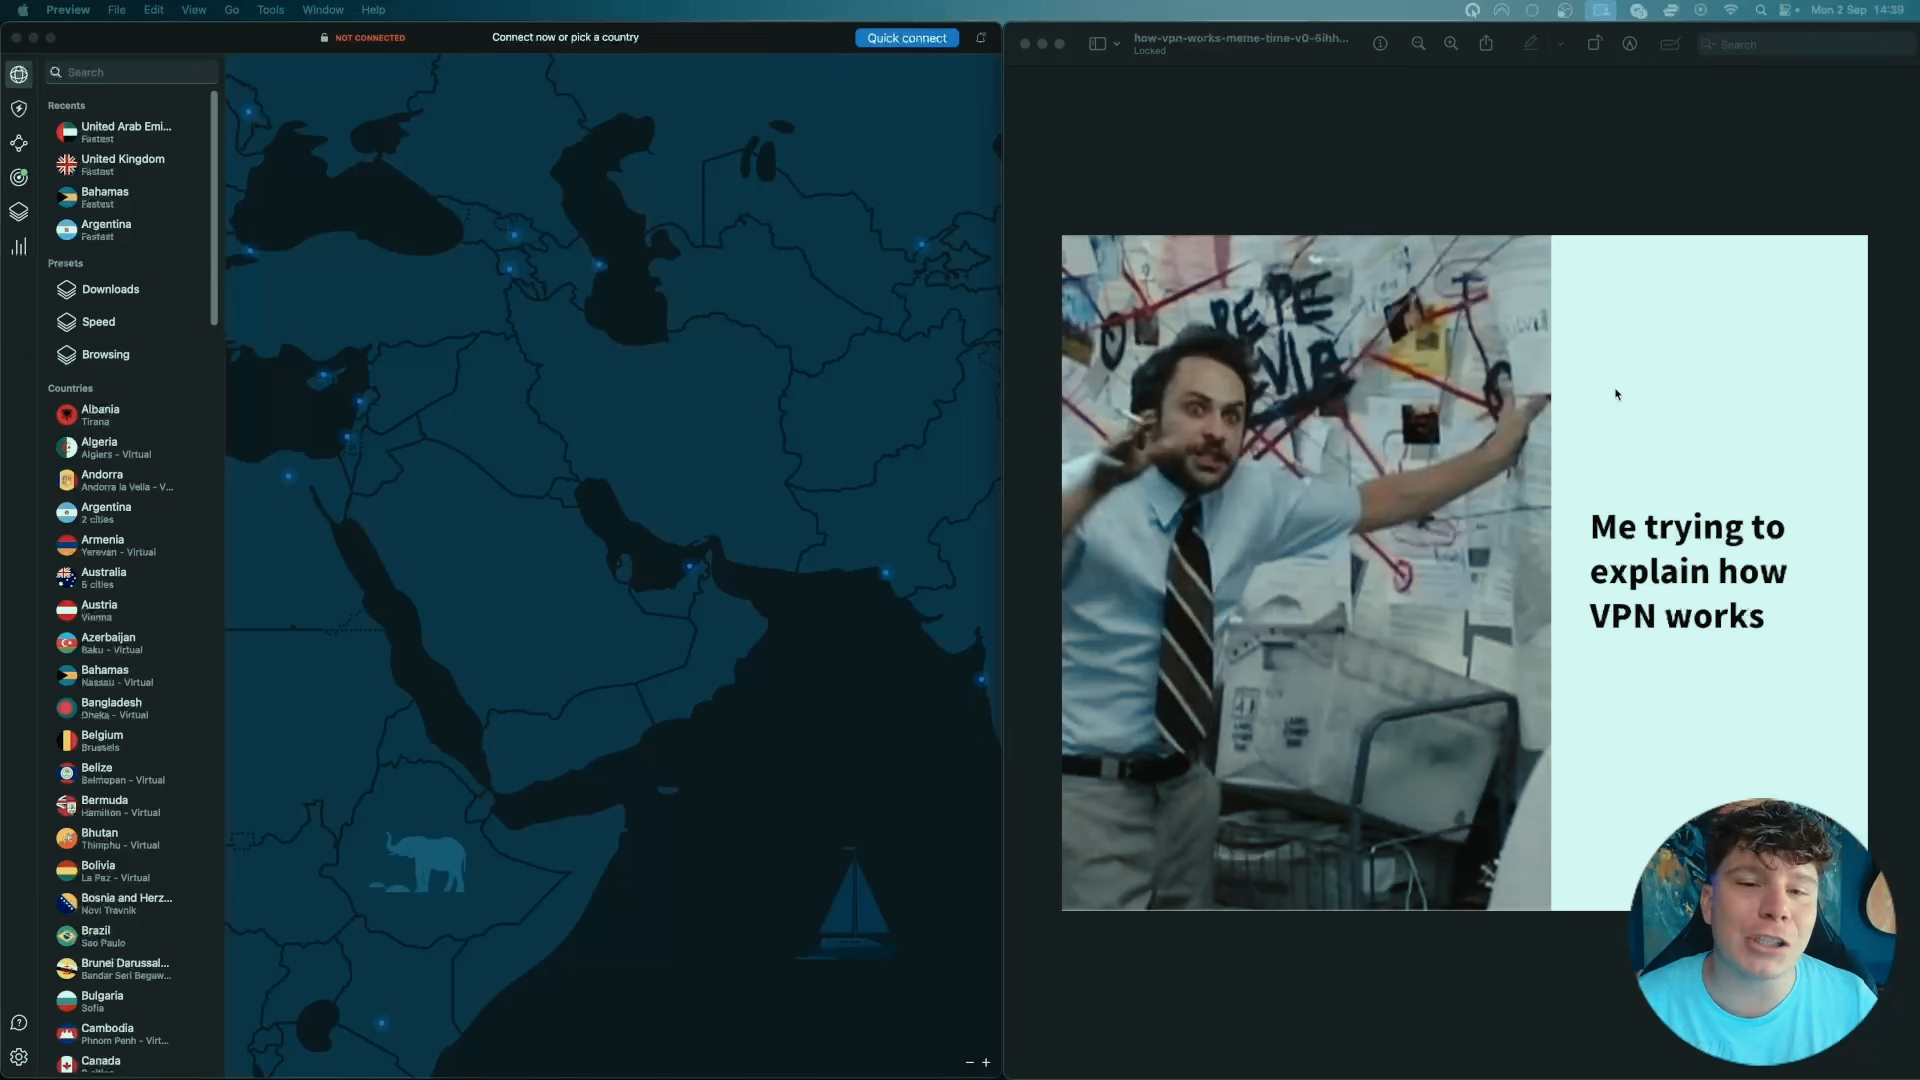 Preview File Edit View Go Tools Window Help
Mon 2 Sep 14:39
NOT CONNECTED
Connect now or pick a country
Quick connect
Search
Recents
United Arab Emi...
Fastest
United Kingdom
Fastest
Bahamas
Fastest
Argentina
Fastest
Presets
Downloads
Speed
Browsing
Countries
Albania
Tirana
Algeria
Algiers - Virtual
Andorra
Andorra la Vella - V...
Argentina
2 cities
Armenia
Yerevan - Virtual
Australia
5 cities
Austria
Vienna
Azerbaijan
Baku - Virtual
Bahamas
Nassau - Virtual
Bangladesh
Dhaka - Virtual
Belgium
Brussels
Belize
Belmopan - Virtual
Bermuda
Hamilton - Virtual
Bhutan
Thimphu - Virtual
Bolivia
La Paz - Virtual
Bosnia and Herz...
Novi Travnik
Brazil
Sao Paulo
Brunei Darussal...
Bandar Seri Begaw...
Bulgaria
Sofia
Cambodia
Phnom Penh - Virt...
Canada
how-vpn-works-meme-time-v0-6ihh...
Locked
Search
PEPE
SILVIA
Me trying to
explain how
VPN works